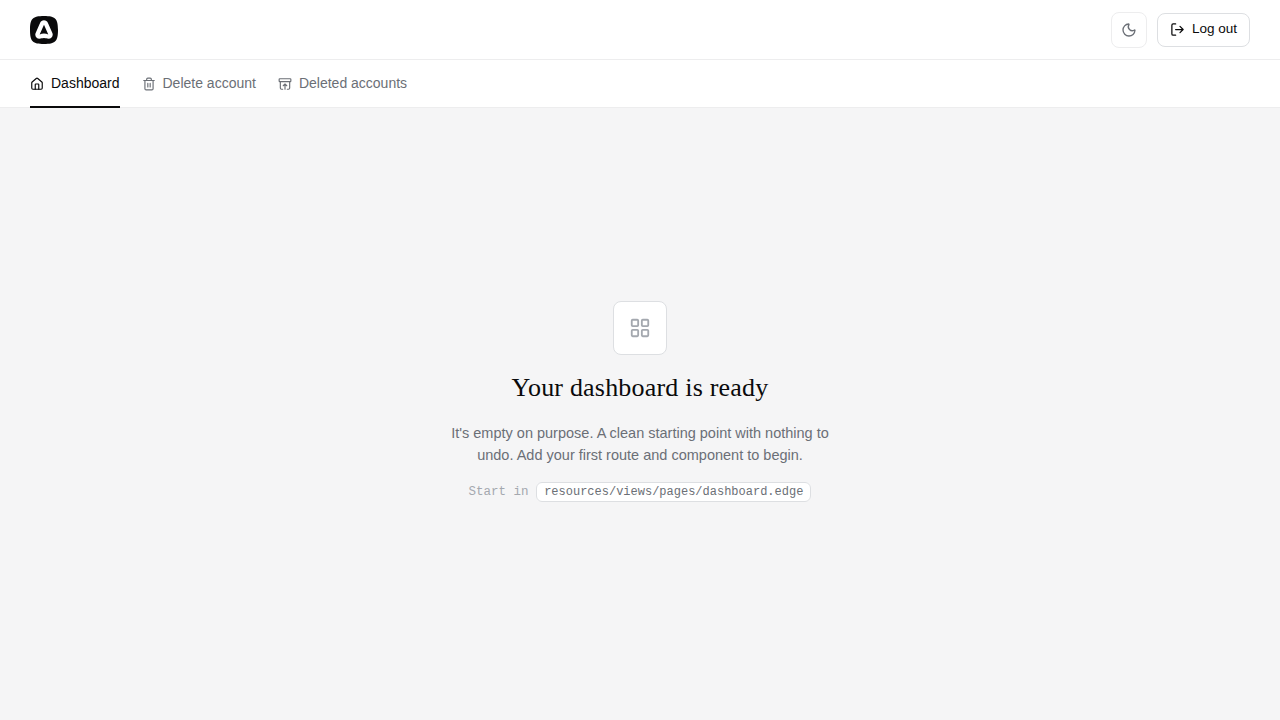 Log out
Dashboard
Delete account
Deleted accounts
Your dashboard is ready
It's empty on purpose. A clean starting point with nothing to
undo. Add your first route and component to begin.
Start in resources/views/pages/dashboard.edge